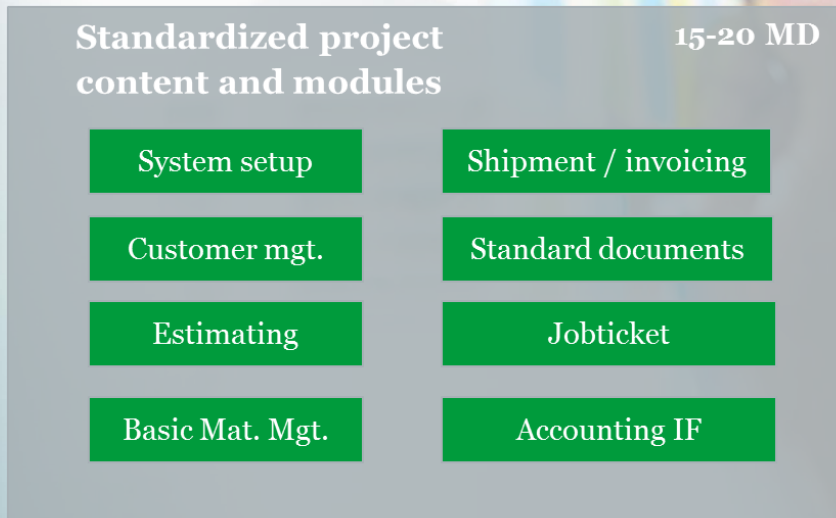 Standardized project
content and modules
15-20 MD
System setup
Shipment / invoicing
Customer mgt.
Standard documents
Estimating
Jobticket
Basic Mat. Mgt.
Accounting IF